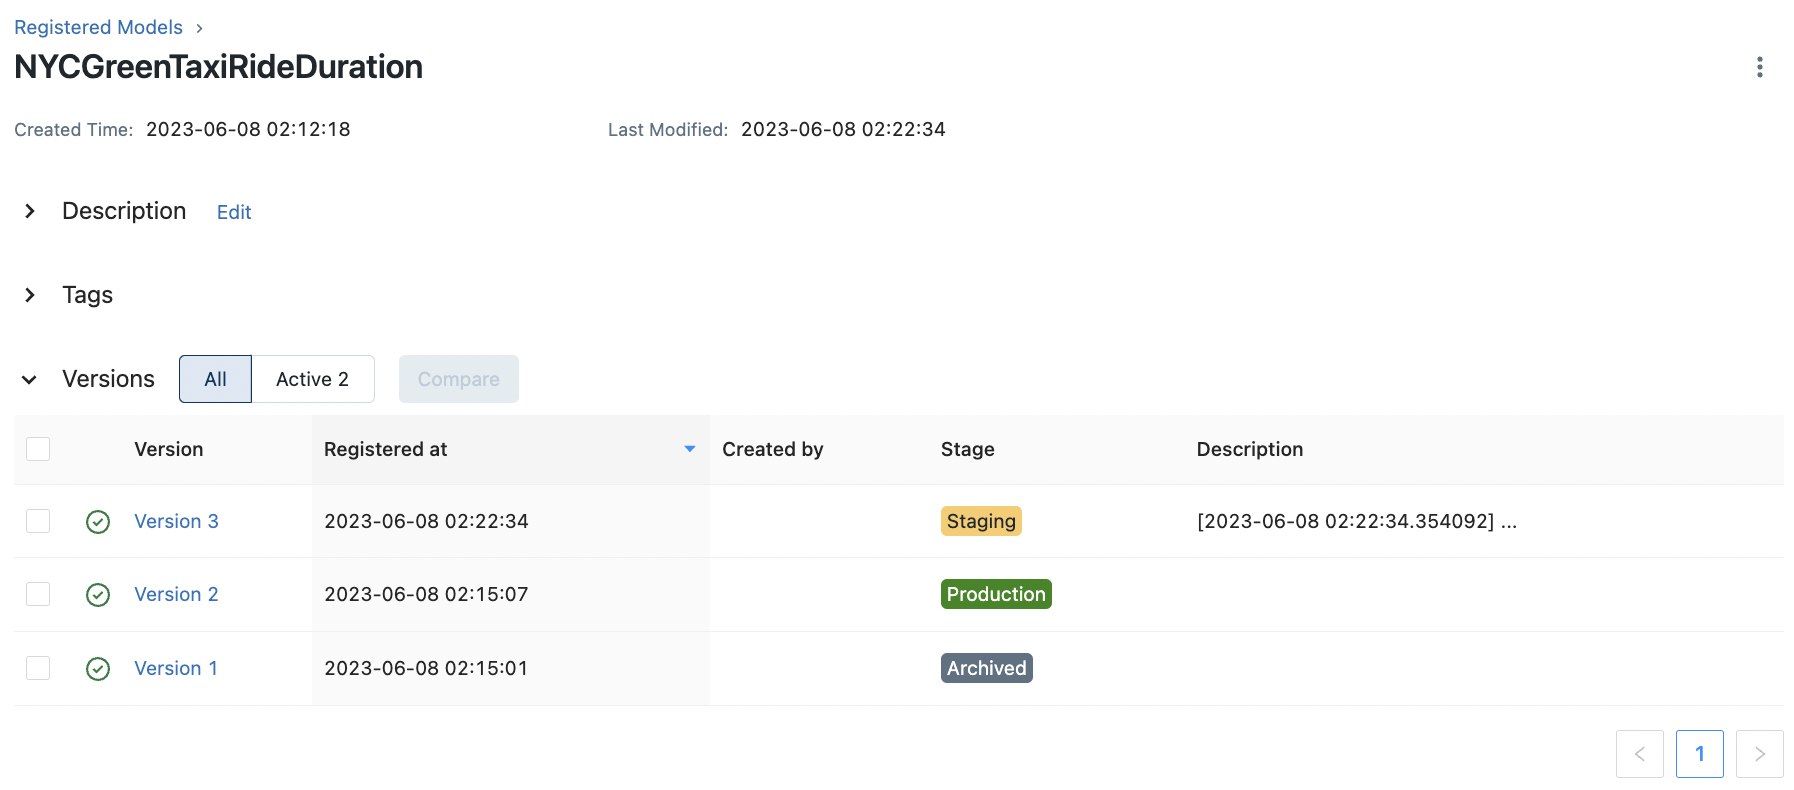 Registered Models ›
NYCGreenTaxiRideDuration
Created Time: 2023-06-08 02:12:18 Last Modified: 2023-06-08 02:22:34
Description Edit
Tags
Versions All Active 2 Compare
Version Registered at Created by Stage Description
Version 3 2023-06-08 02:22:34 Staging [2023-06-08 02:22:34.354092] ...
Version 2 2023-06-08 02:15:07 Production
Version 1 2023-06-08 02:15:01 Archived
1